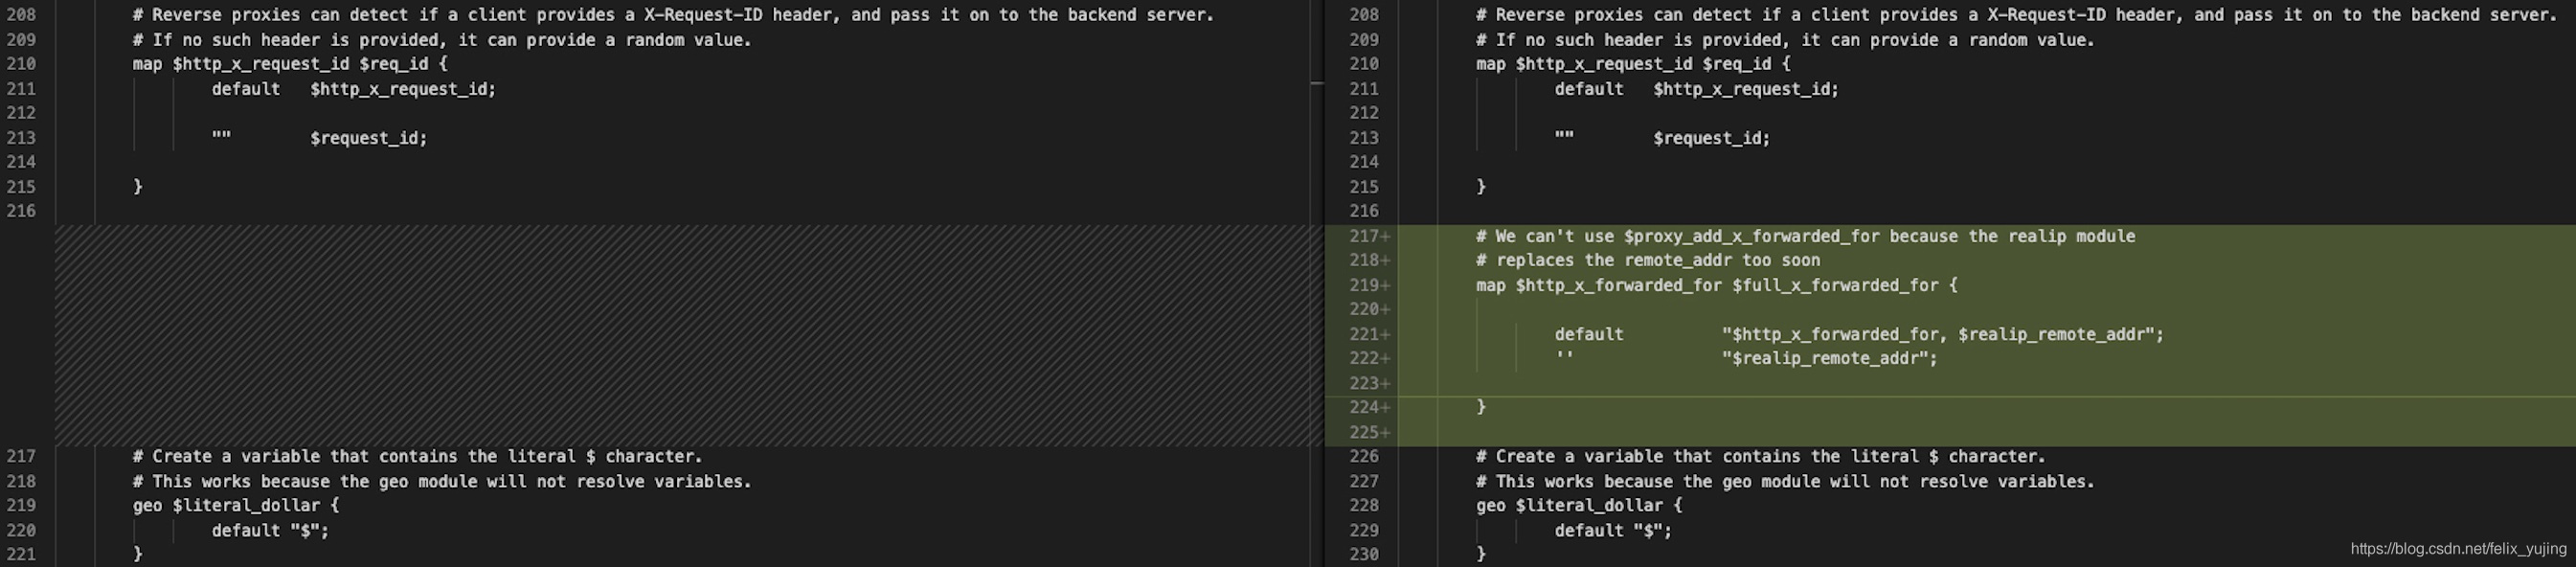 208 # Reverse proxies can detect if a client provides a X-Request-ID header, and pass it on to the backend server.
209 # If no such header is provided, it can provide a random value.
210 map $http_x_request_id $req_id {
211 default $http_x_request_id;
212
213 "" $request_id;
214
215 }
216
217 # Create a variable that contains the literal $ character.
218 # This works because the geo module will not resolve variables.
219 geo $literal_dollar {
220 default "$";
221 }
208 # Reverse proxies can detect if a client provides a X-Request-ID header, and pass it on to the backend server.
209 # If no such header is provided, it can provide a random value.
210 map $http_x_request_id $req_id {
211 default $http_x_request_id;
212
213 "" $request_id;
214
215 }
216
217+ # We can't use $proxy_add_x_forwarded_for because the realip module
218+ # replaces the remote_addr too soon
219+ map $http_x_forwarded_for $full_x_forwarded_for {
220+
221+ default "$http_x_forwarded_for, $realip_remote_addr";
222+ '' "$realip_remote_addr";
223+
224+ }
225+
226 # Create a variable that contains the literal $ character.
227 # This works because the geo module will not resolve variables.
228 geo $literal_dollar {
229 default "$";
230 }
https://blog.csdn.net/felix_yujing